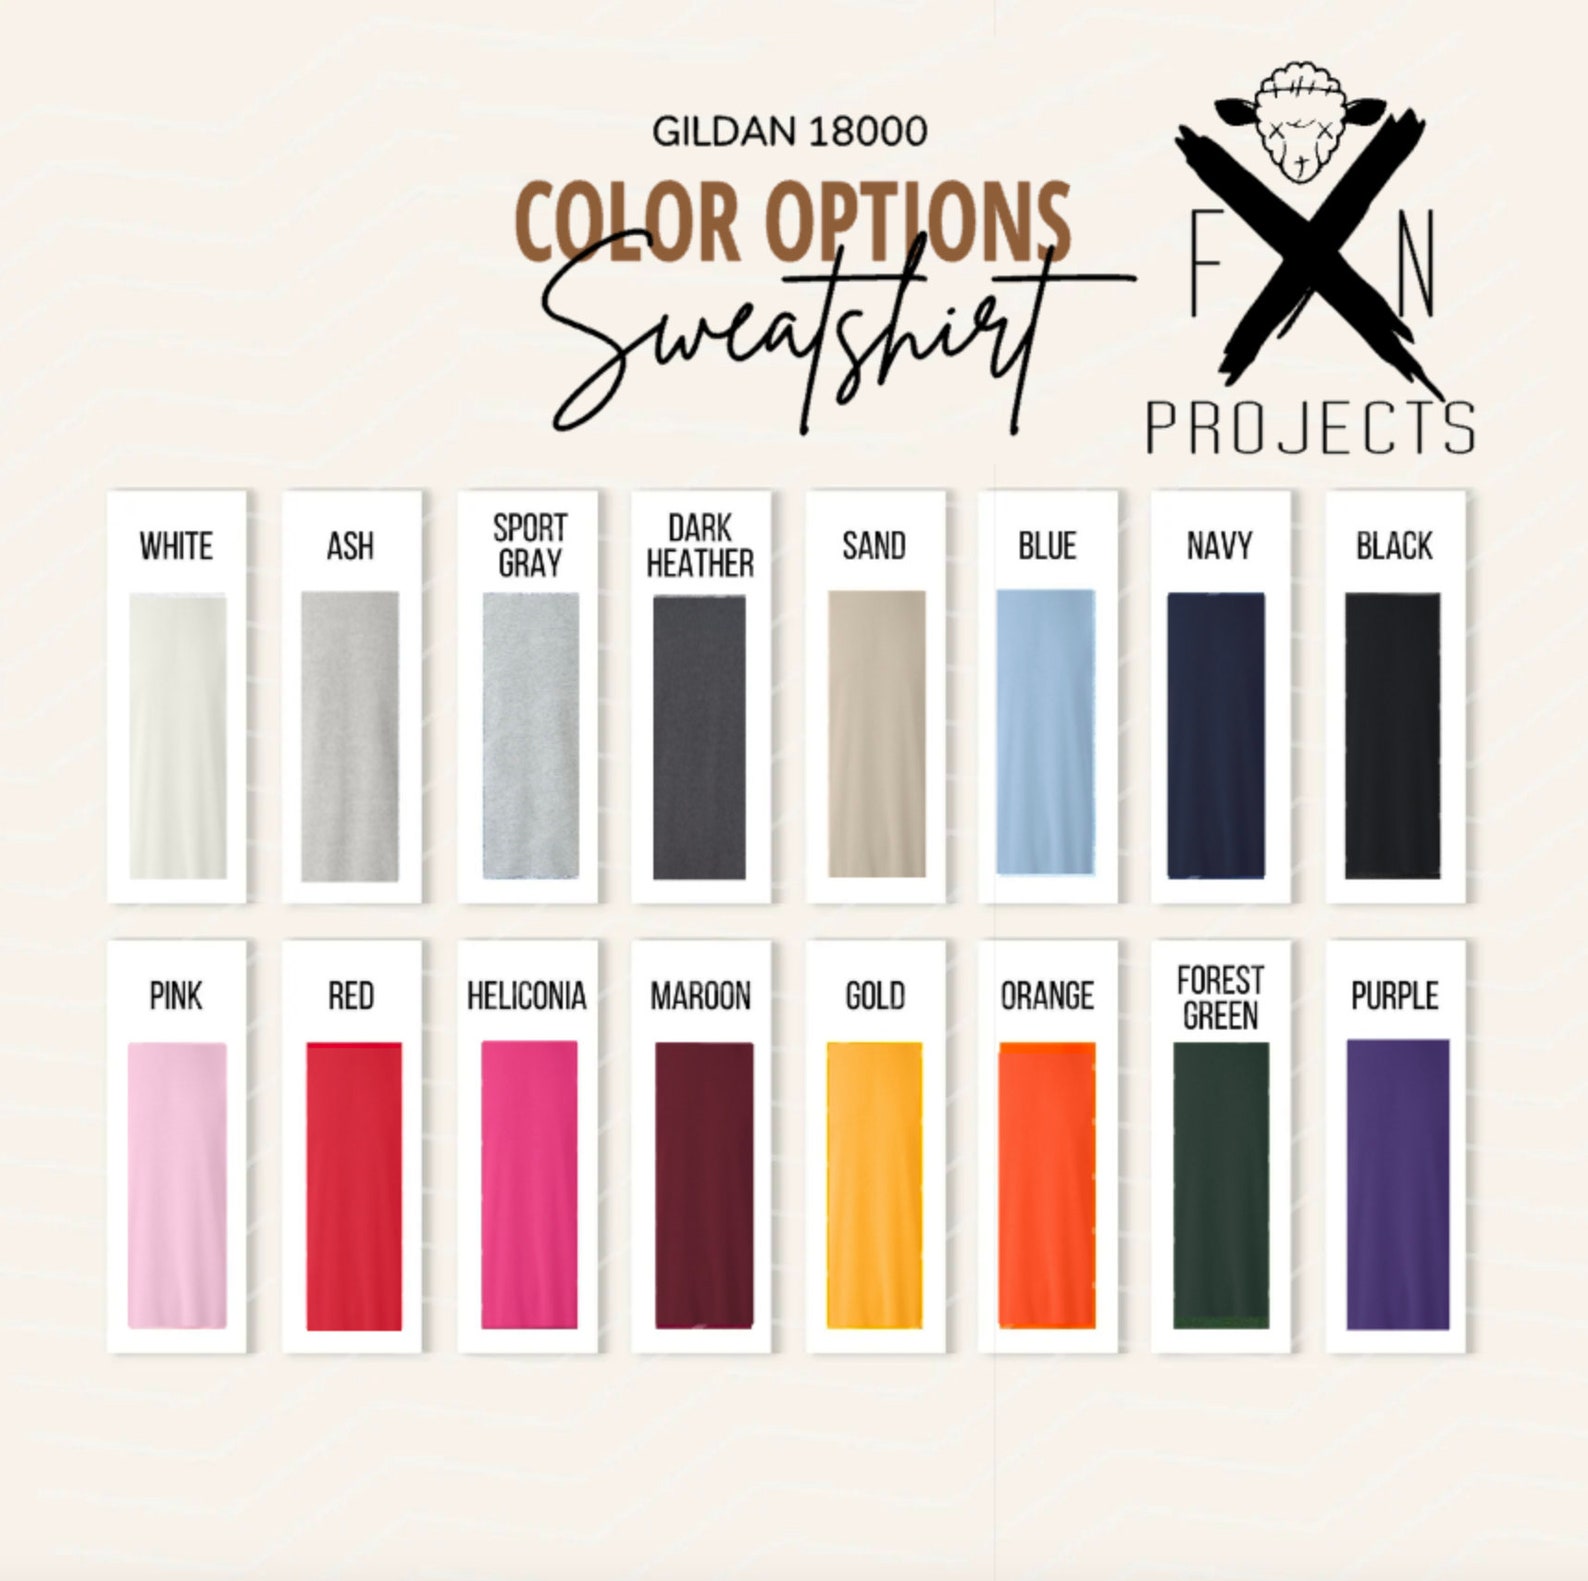 GILDAN 18000
COLOR OPTIONS
Sweatshirt
F X N
PROJECTS
WHITE
ASH
SPORT
GRAY
DARK
HEATHER
SAND
BLUE
NAVY
BLACK
PINK
RED
HELICONIA
MAROON
GOLD
ORANGE
FOREST
GREEN
PURPLE